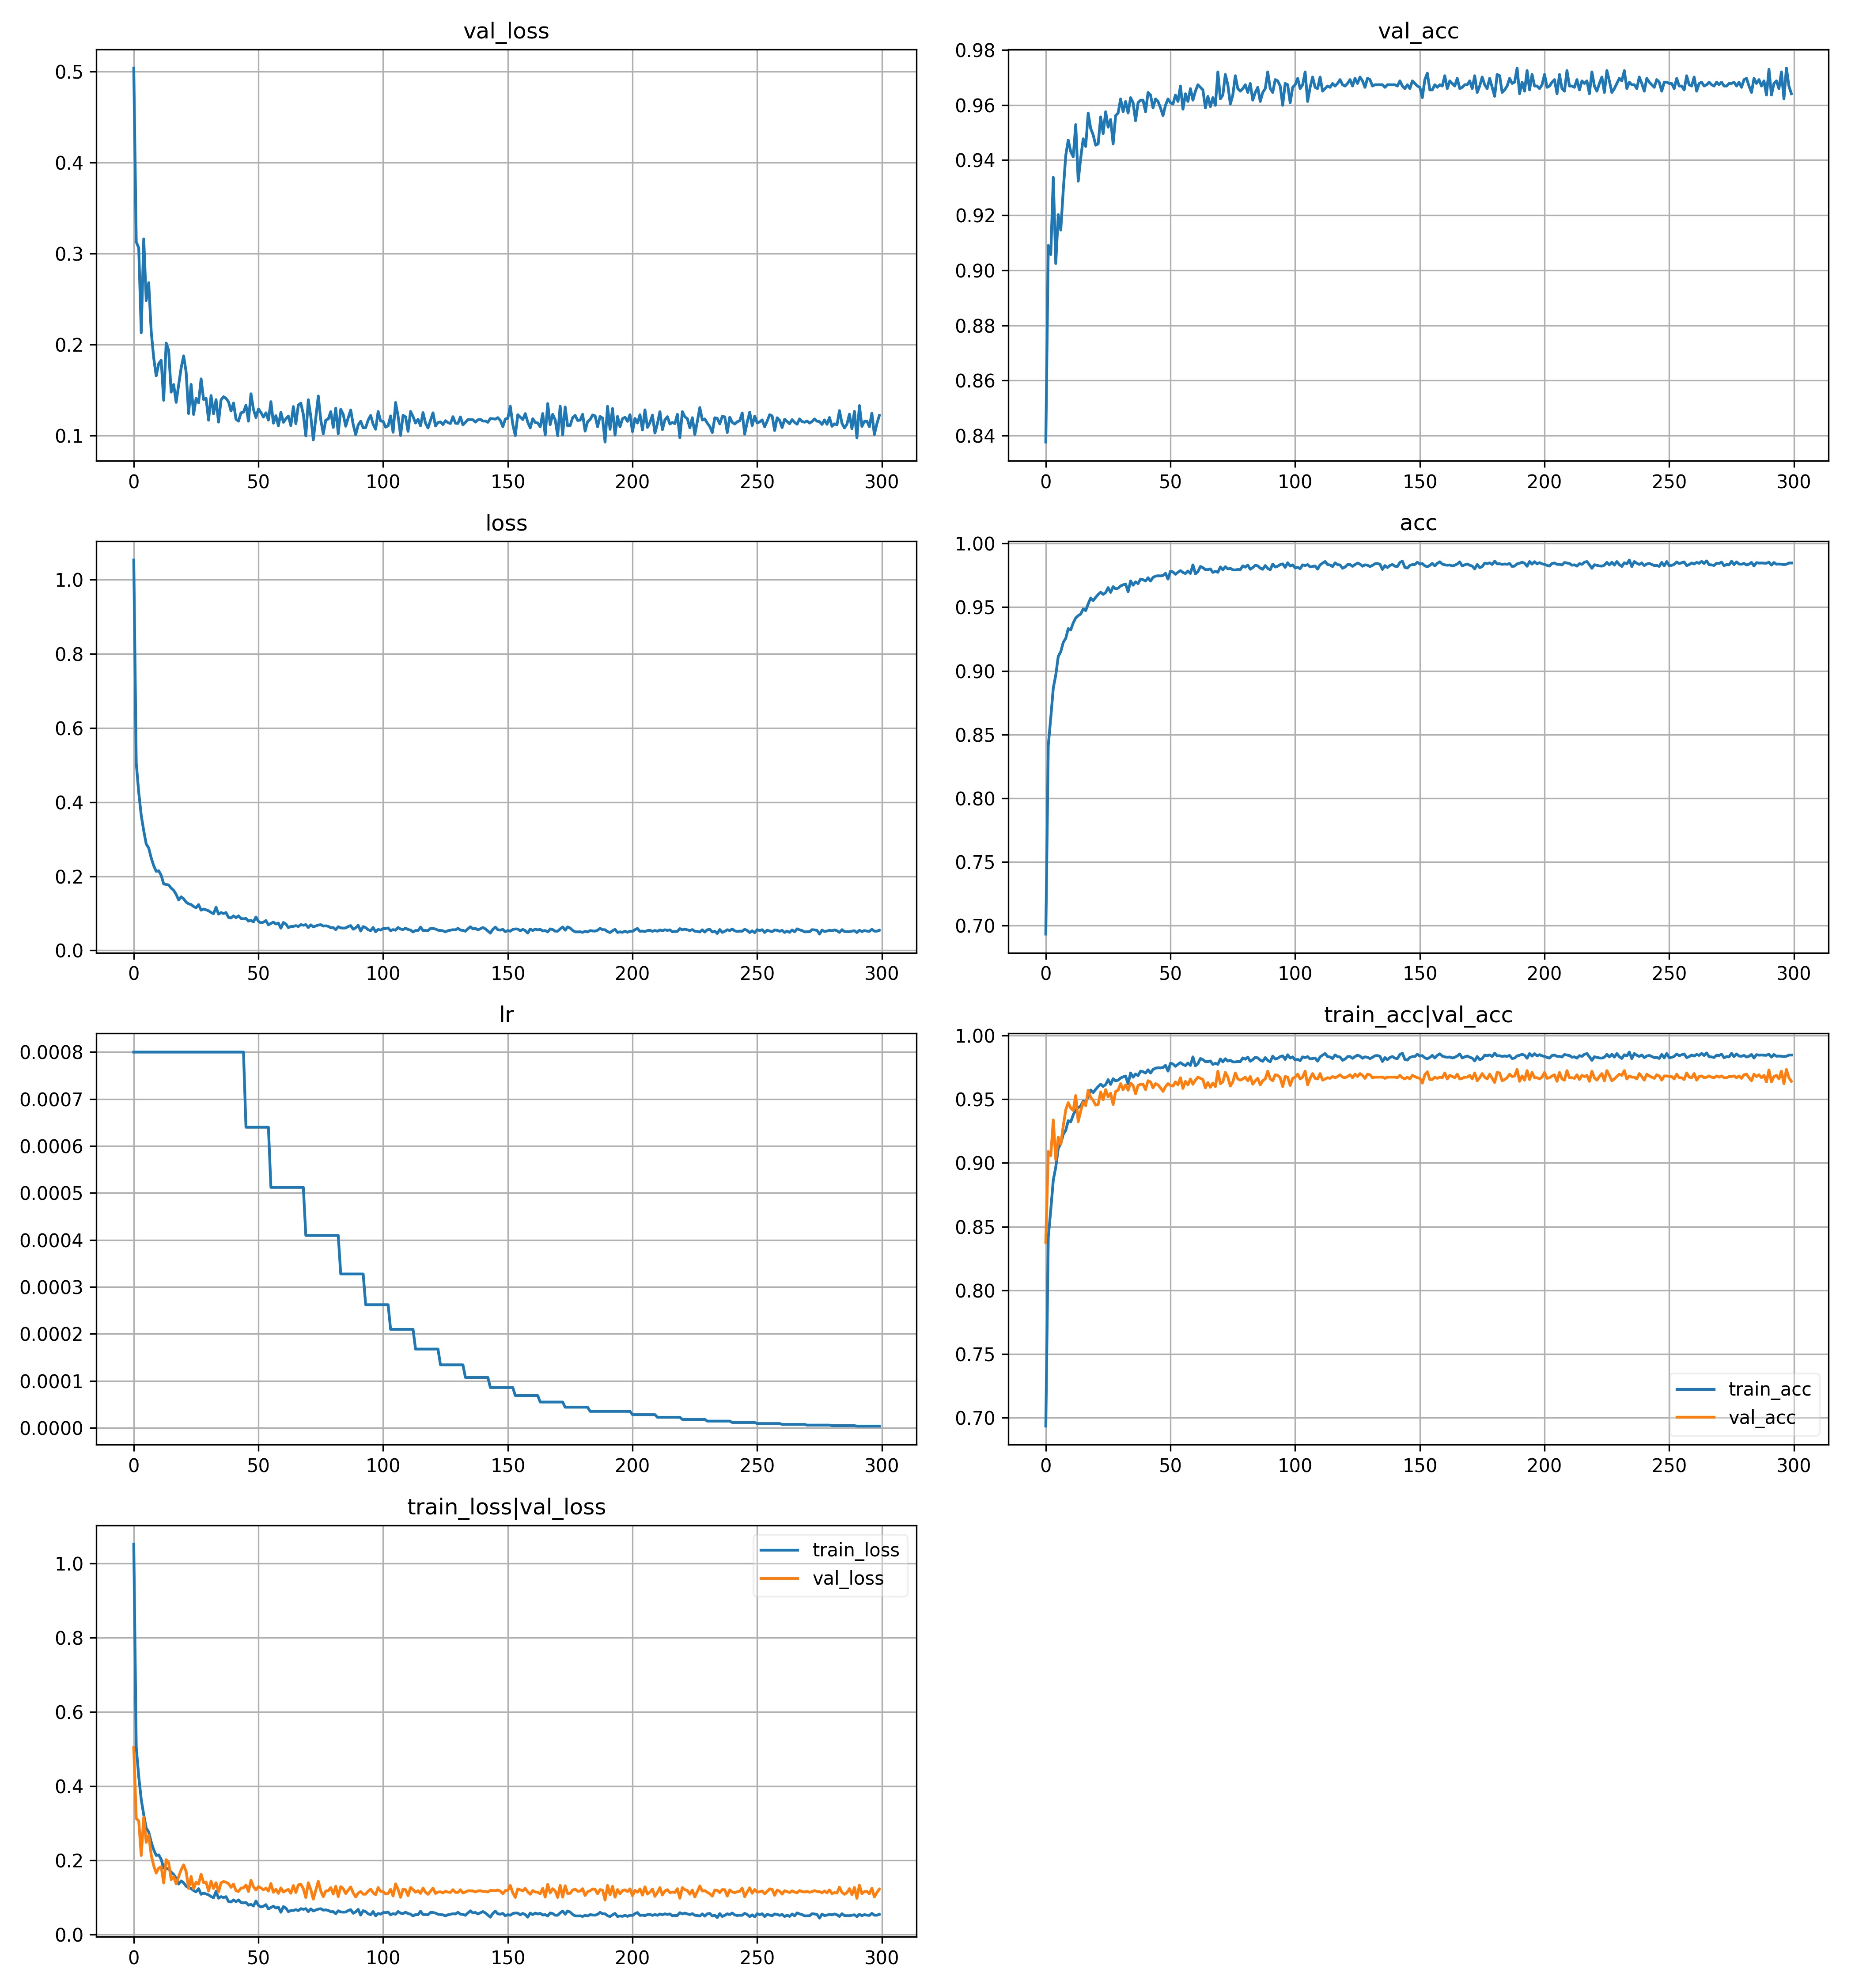 val_loss
0.5
0.4
0.3
0.2
0.1
0 50 100 150 200 250 300
val_acc
0.98
0.96
0.94
0.92
0.90
0.88
0.86
0.84
0 50 100 150 200 250 300
loss
1.0
0.8
0.6
0.4
0.2
0.0
0 50 100 150 200 250 300
acc
1.00
0.95
0.90
0.85
0.80
0.75
0.70
0 50 100 150 200 250 300
lr
0.0008
0.0007
0.0006
0.0005
0.0004
0.0003
0.0002
0.0001
0.0000
0 50 100 150 200 250 300
train_acc|val_acc
1.00
0.95
0.90
0.85
0.80
0.75
0.70
train_acc
val_acc
0 50 100 150 200 250 300
train_loss|val_loss
train_loss
val_loss
1.0
0.8
0.6
0.4
0.2
0.0
0 50 100 150 200 250 300